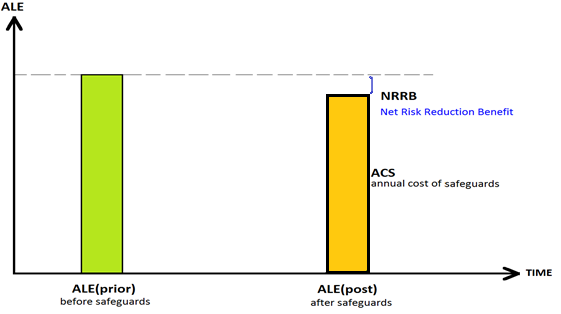 ALE
NRRB
Net Risk Reduction Benefit
ACS
annual cost of safeguards
TIME
ALE(prior)
before safeguards
ALE(post)
after safeguards